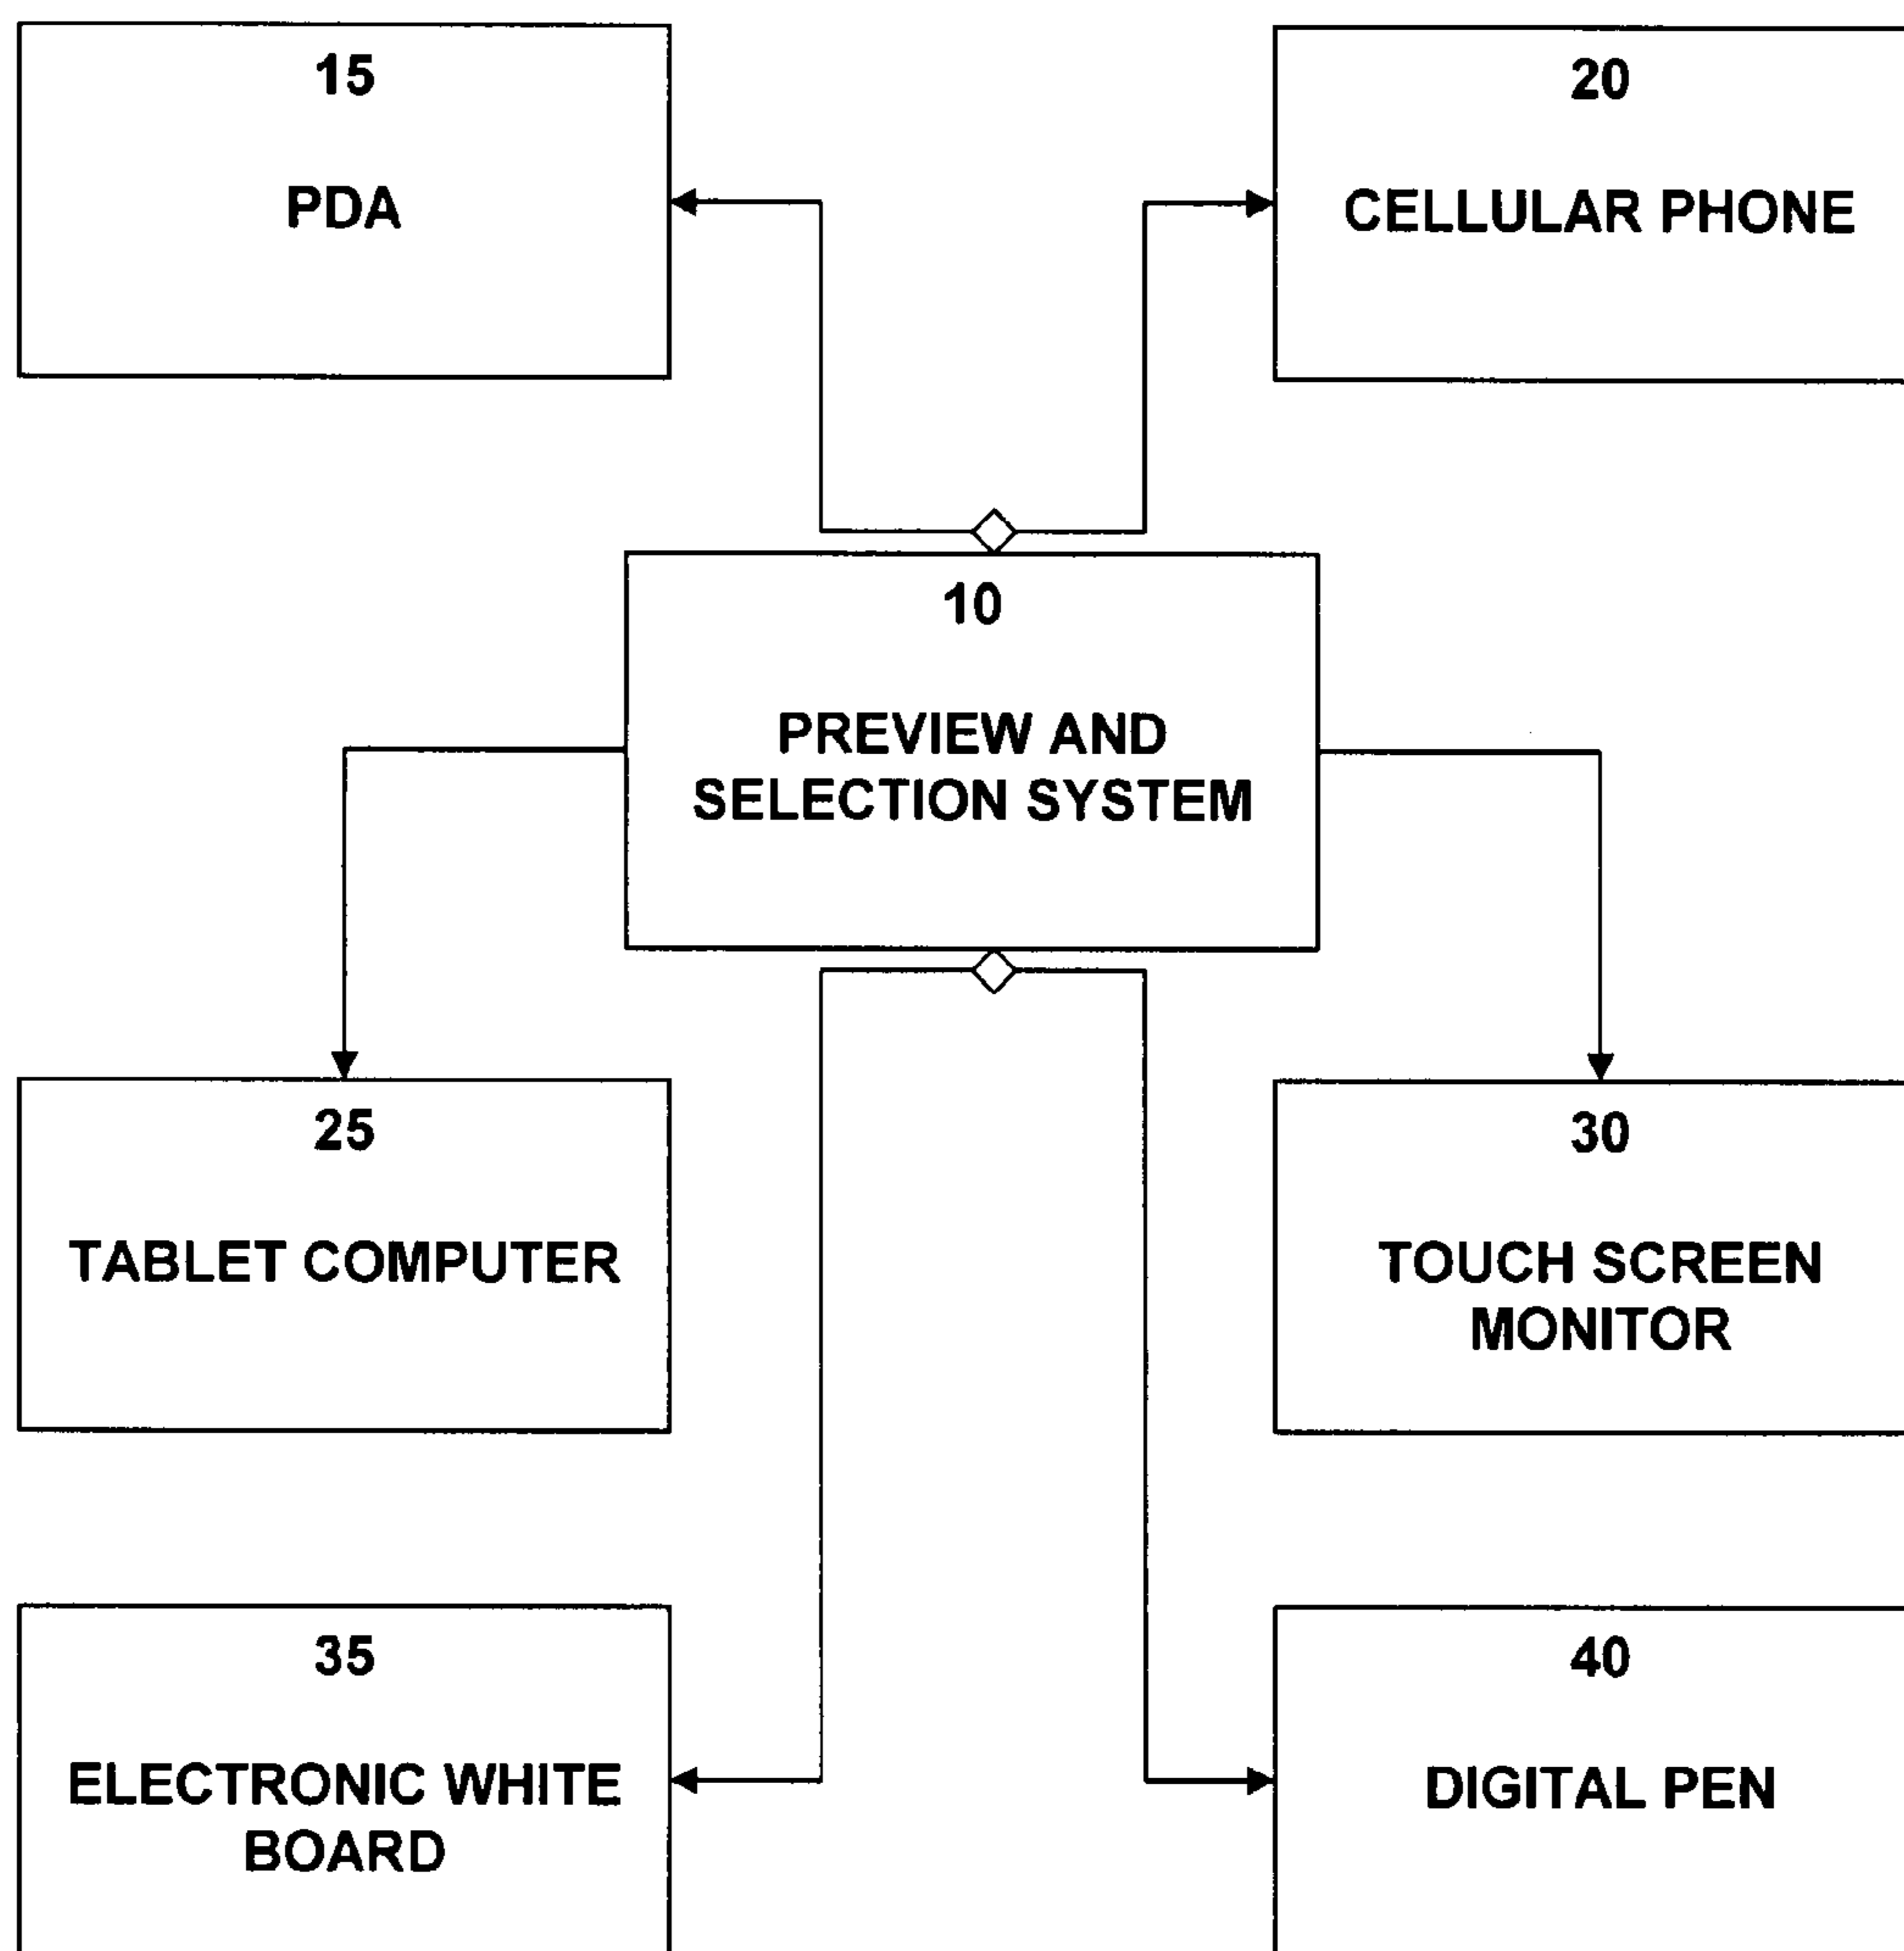 15
PDA
20
CELLULAR PHONE
10
PREVIEW AND
SELECTION SYSTEM
25
TABLET COMPUTER
30
TOUCH SCREEN
MONITOR
35
ELECTRONIC WHITE
BOARD
40
DIGITAL PEN